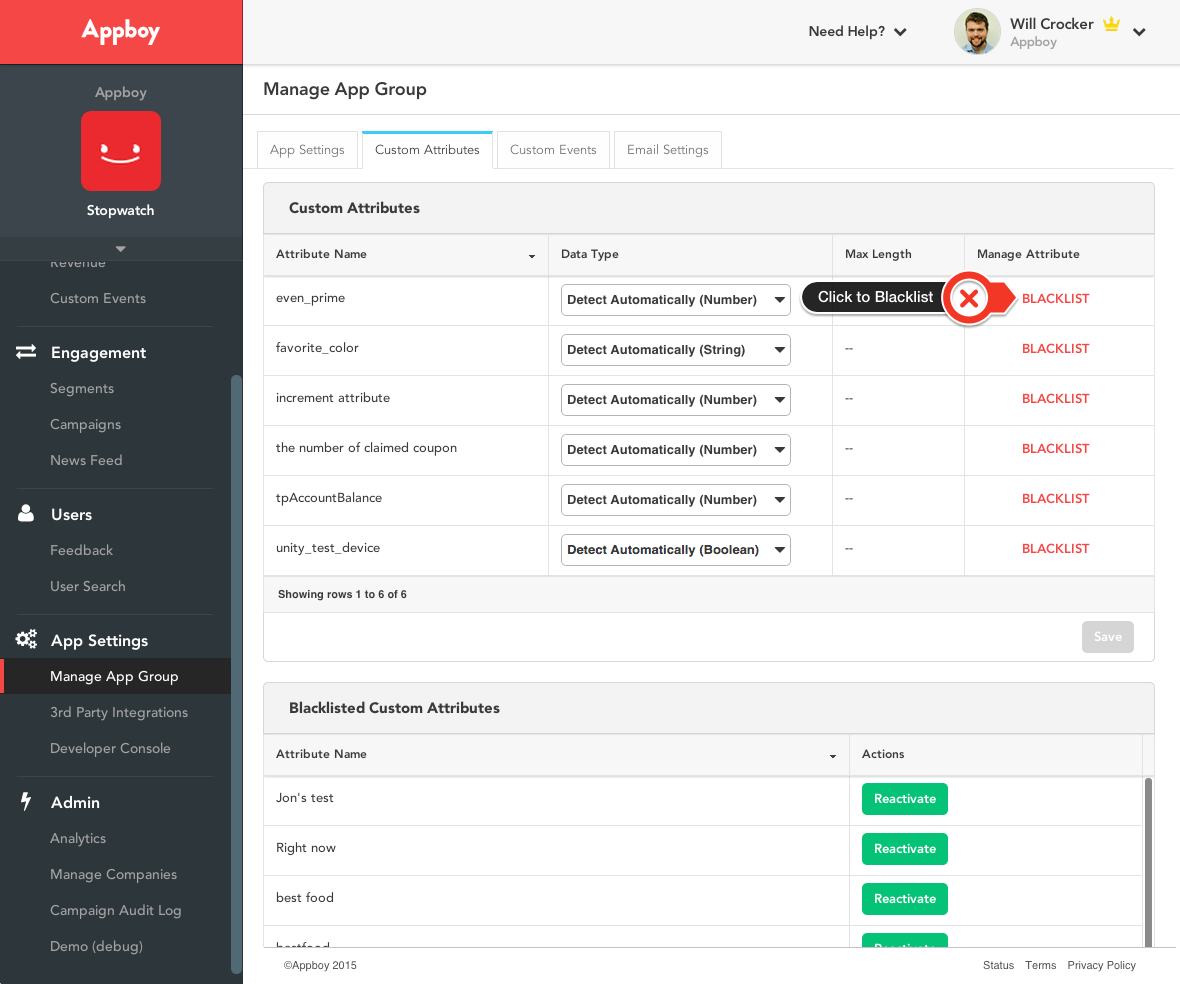 Appboy
Need Help?
Will Crocker
Appboy
Appboy
Stopwatch
Revenue
Custom Events
Engagement
Segments
Campaigns
News Feed
Users
Feedback
User Search
App Settings
Manage App Group
3rd Party Integrations
Developer Console
Admin
Analytics
Manage Companies
Campaign Audit Log
Demo (debug)
Manage App Group
App Settings Custom Attributes Custom Events Email Settings
Custom Attributes
Attribute Name Data Type Max Length Manage Attribute
even_prime Detect Automatically (Number) Click to Blacklist BLACKLIST
favorite_color Detect Automatically (String) -- BLACKLIST
increment attribute Detect Automatically (Number) -- BLACKLIST
the number of claimed coupon Detect Automatically (Number) -- BLACKLIST
tpAccountBalance Detect Automatically (Number) -- BLACKLIST
unity_test_device Detect Automatically (Boolean) -- BLACKLIST
Showing rows 1 to 6 of 6
Save
Blacklisted Custom Attributes
Attribute Name Actions
Jon's test Reactivate
Right now Reactivate
best food Reactivate
bestfood Reactivate
©Appboy 2015 Status Terms Privacy Policy